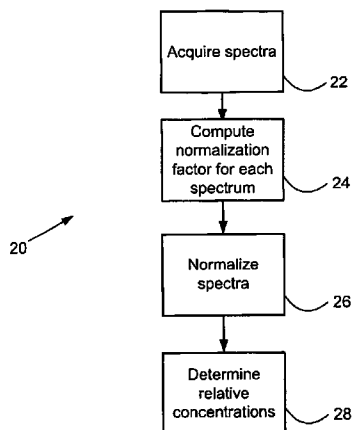 Acquire spectra
22
Compute
normalization
factor for each
spectrum
24
20
Normalize
spectra
26
Determine
relative
concentrations
28